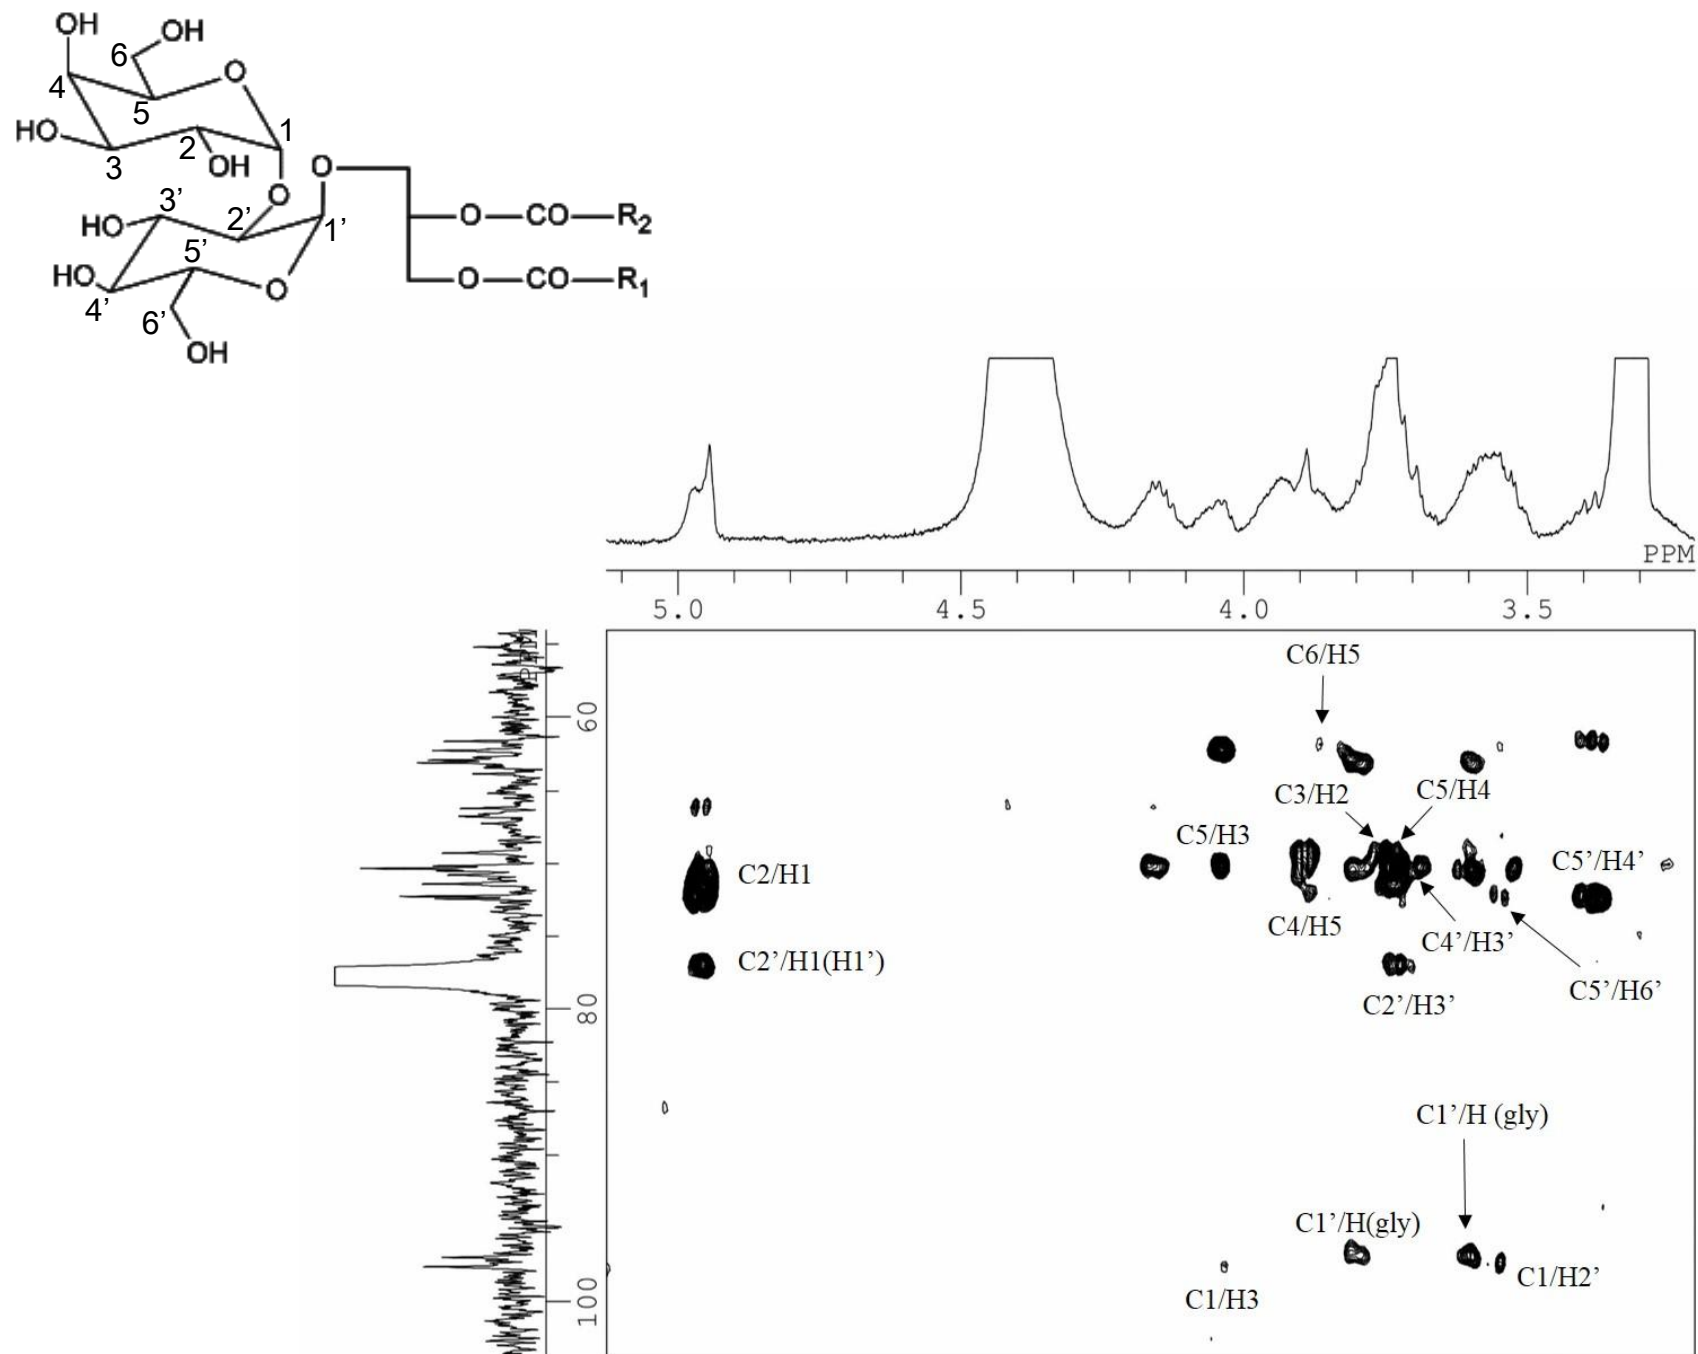 OH
6 OH
O
4
5
HO
1
2
3
OH
O
O
3’
HO
2’
1’
O—CO—R2
5’
HO
O
O—CO—R1
4’
6’
OH
PPM
5.0 4.5 4.0 3.5
PPM
C6/H5
60
C3/H2
C5/H4
C5/H3
C2/H1
C5’/H4’
C4/H5
C4’/H3’
C2’/H1(H1’)
C5’/H6’
C2’/H3’
80
C1’/H (gly)
C1’/H(gly)
C1/H2’
C1/H3
100